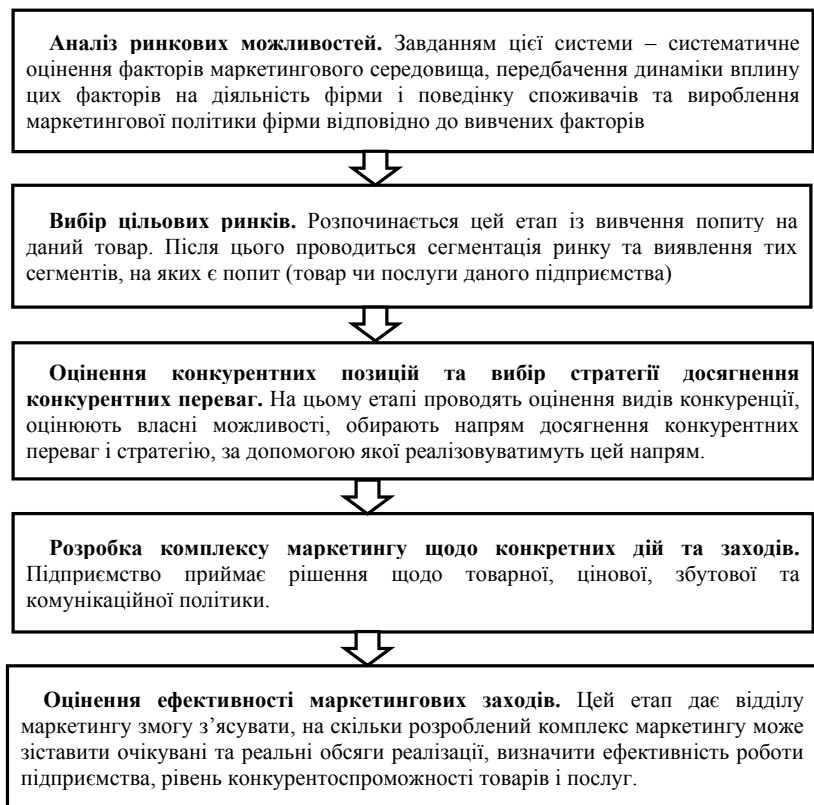 Аналіз ринкових можливостей. Завданням цієї системи – систематичне
оцінення факторів маркетингового середовища, передбачення динаміки вплину
цих факторів на діяльність фірми і поведінку споживачів та вироблення
маркетингової політики фірми відповідно до вивчених факторів
Вибір цільових ринків. Розпочинається цей етап із вивчення попиту на
даний товар. Після цього проводиться сегментація ринку та виявлення тих
сегментів, на яких є попит (товар чи послуги даного підприємства)
Оцінення конкурентних позицій та вибір стратегії досягнення
конкурентних переваг. На цьому етапі проводять оцінення видів конкуренції,
оцінюють власні можливості, обирають напрям досягнення конкурентних
переваг і стратегію, за допомогою якої реалізовуватимуть цей напрям.
Розробка комплексу маркетингу щодо конкретних дій та заходів.
Підприємство приймає рішення щодо товарної, цінової, збутової та
комунікаційної політики.
Оцінення ефективності маркетингових заходів. Цей етап дає відділу
маркетингу змогу з’ясувати, на скільки розроблений комплекс маркетингу може
зіставити очікувані та реальні обсяги реалізації, визначити ефективність роботи
підприємства, рівень конкурентоспроможності товарів і послуг.